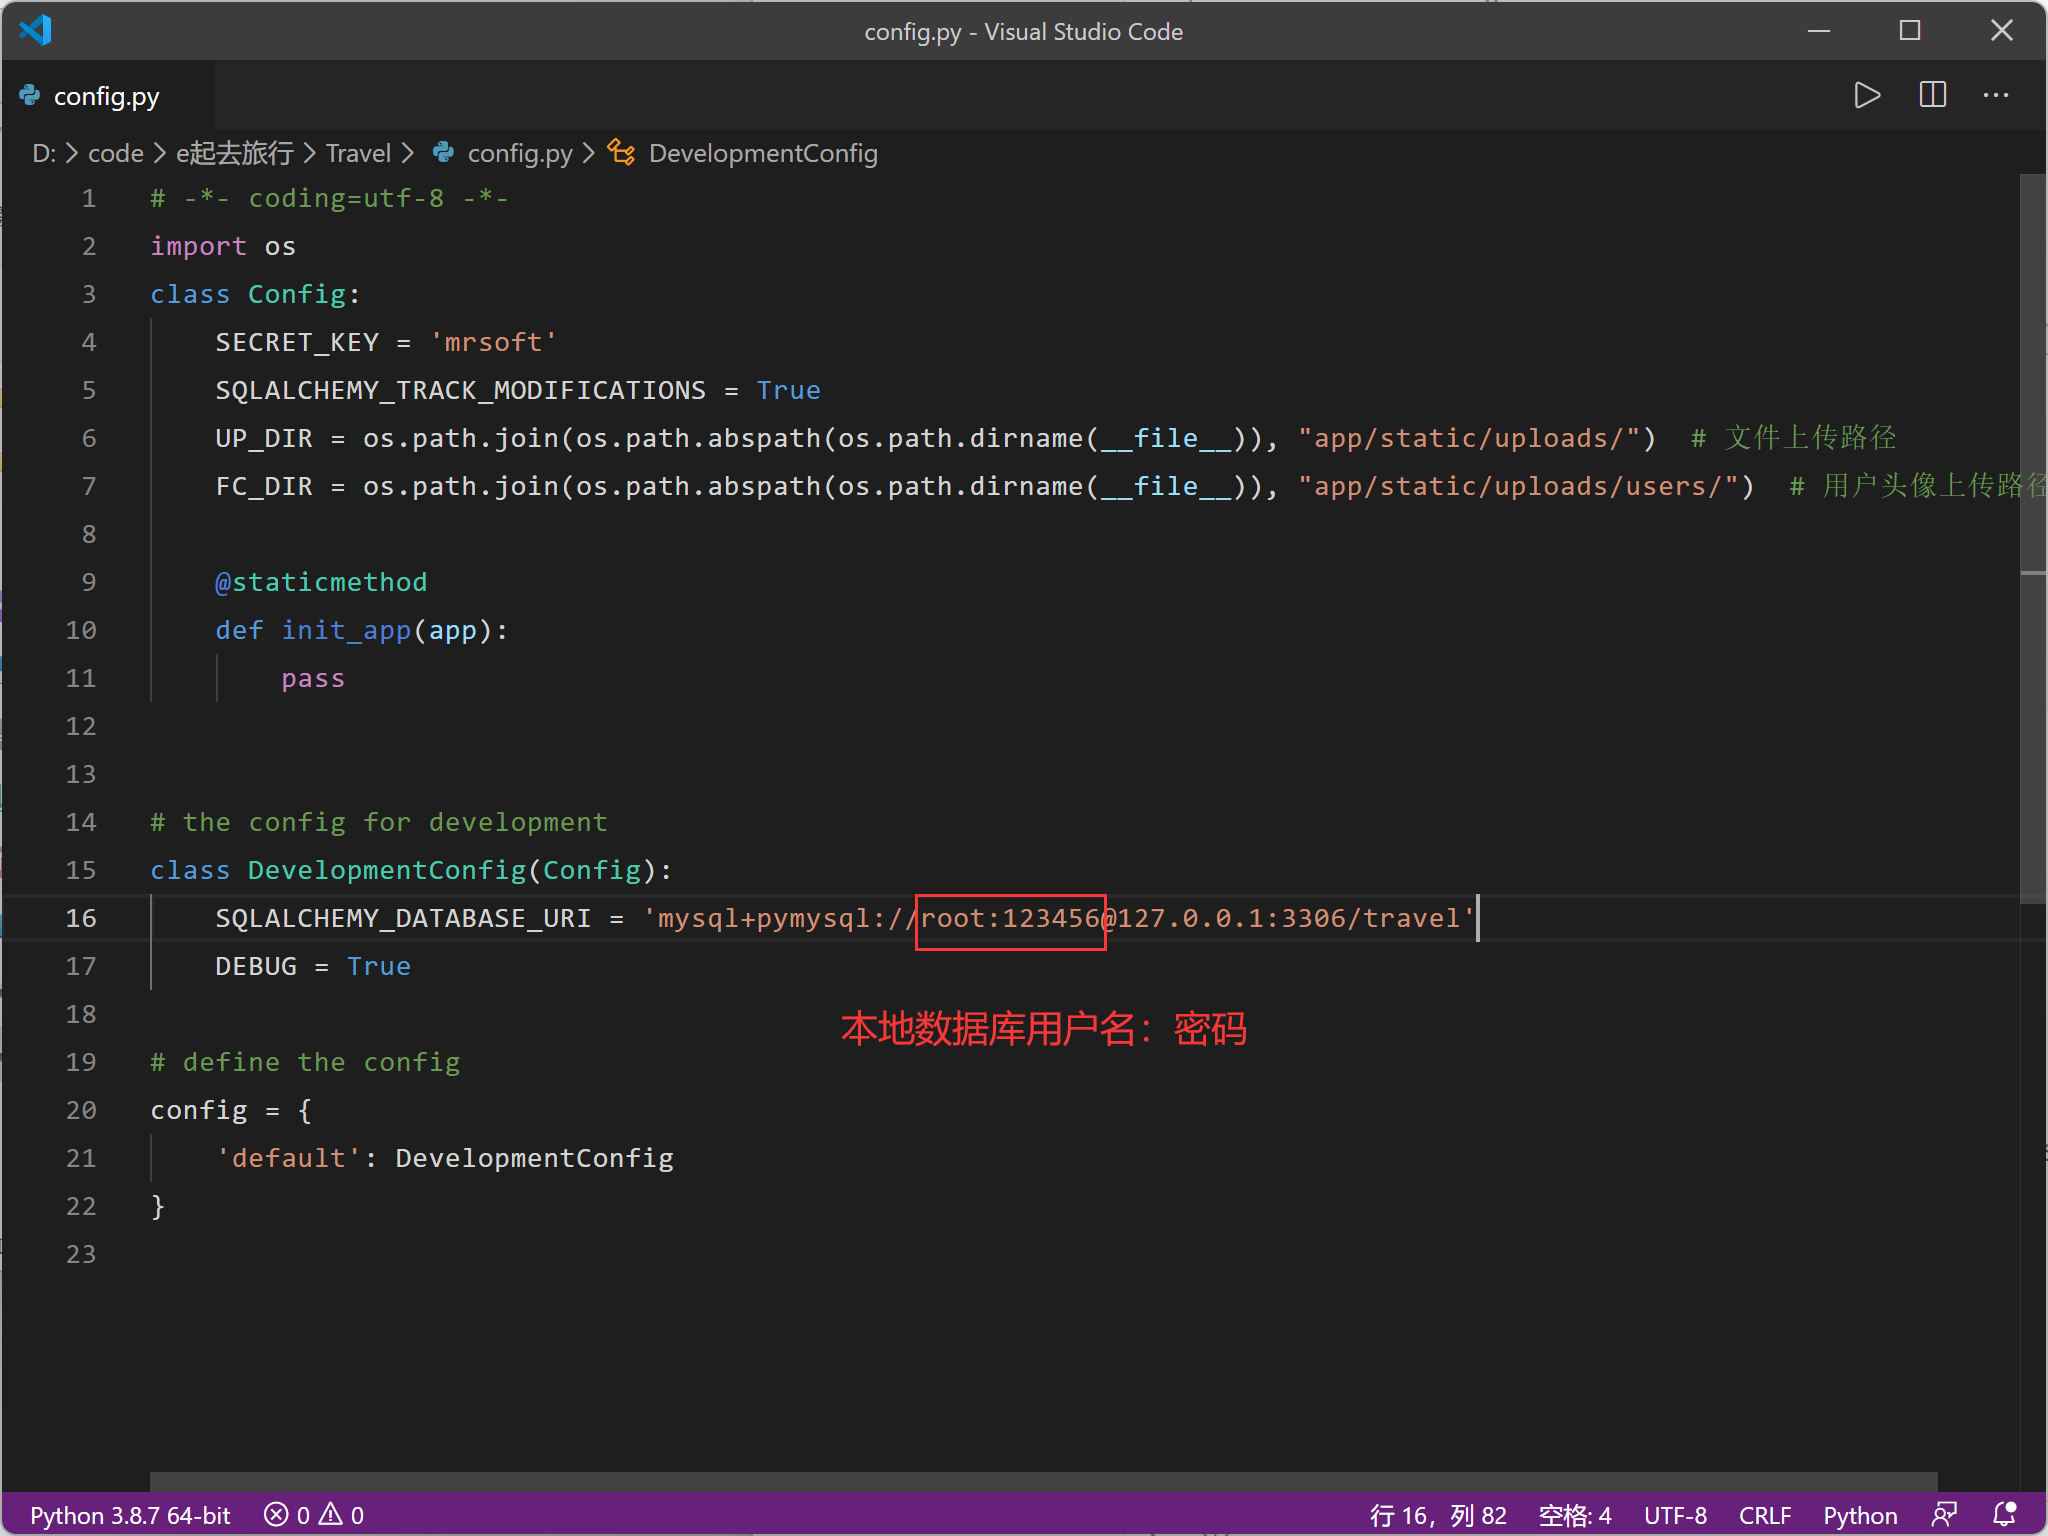 config.py - Visual Studio Code
config.py
D: > code > e起去旅行 > Travel > config.py > DevelopmentConfig
1 # -*- coding=utf-8 -*-
2 import os
3 class Config:
4 SECRET_KEY = 'mrsoft'
5 SQLALCHEMY_TRACK_MODIFICATIONS = True
6 UP_DIR = os.path.join(os.path.abspath(os.path.dirname(__file__)), "app/static/uploads/") # 文件上传路径
7 FC_DIR = os.path.join(os.path.abspath(os.path.dirname(__file__)), "app/static/uploads/users/") # 用户头像上传路径
8
9 @staticmethod
10 def init_app(app):
11 pass
12
13
14 # the config for development
15 class DevelopmentConfig(Config):
16 SQLALCHEMY_DATABASE_URI = 'mysql+pymysql://root:123456@127.0.0.1:3306/travel'
17 DEBUG = True
18
本地数据库用户名：密码
19 # define the config
20 config = {
21 'default': DevelopmentConfig
22 }
23
Python 3.8.7 64-bit 0 0 行 16，列 82 空格: 4 UTF-8 CRLF Python